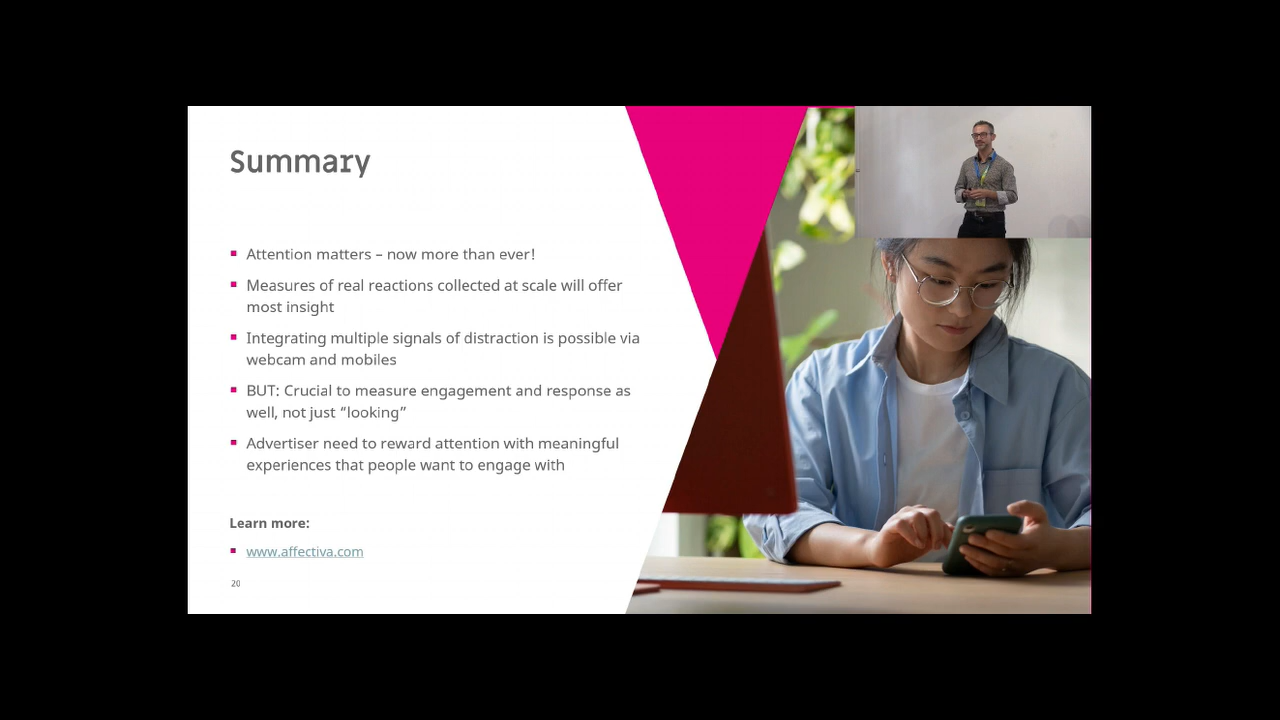 Summary
Attention matters – now more than ever!
Measures of real reactions collected at scale will offer
most insight
Integrating multiple signals of distraction is possible via
webcam and mobiles
BUT: Crucial to measure engagement and response as
well, not just “looking”
Advertiser need to reward attention with meaningful
experiences that people want to engage with
Learn more:
www.affectiva.com
20